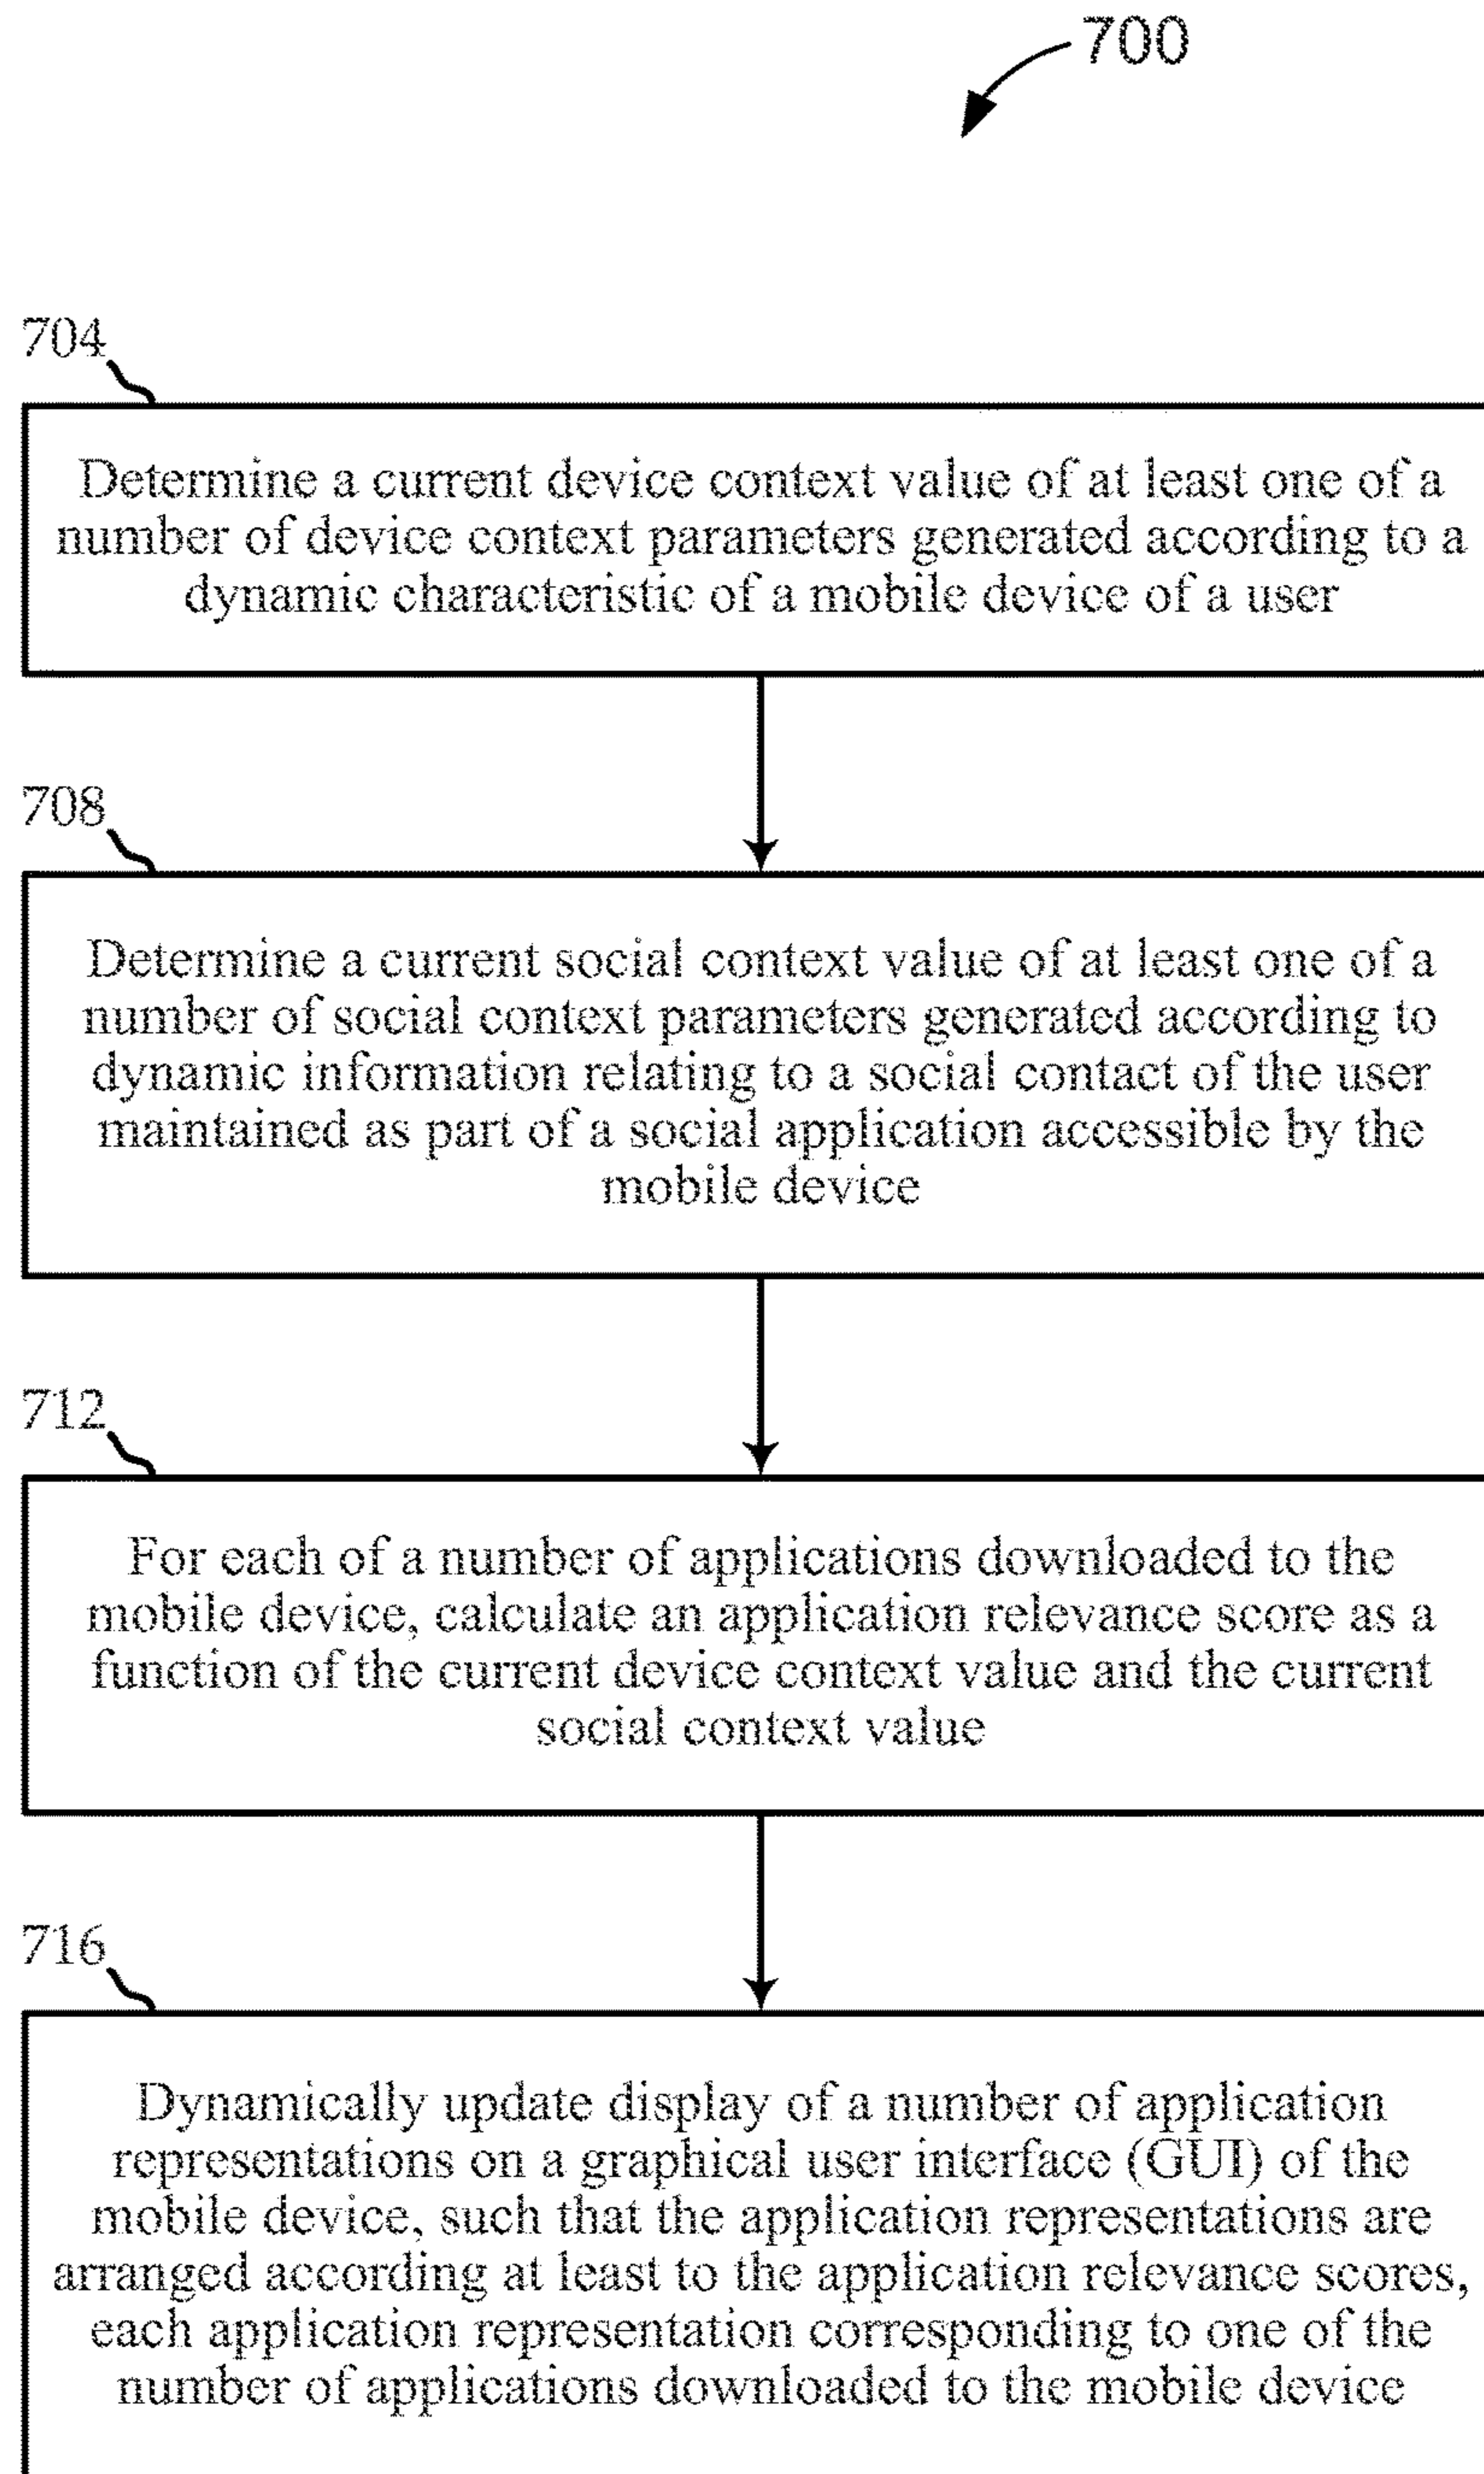 700
704
Determine a current device context value of at least one of a
number of device context parameters generated according to a
dynamic characteristic of a mobile device of a user
708
Determine a current social context value of at least one of a
number of social context parameters generated according to
dynamic information relating to a social contact of the user
maintained as part of a social application accessible by the
mobile device
712
For each of a number of applications downloaded to the
mobile device, calculate an application relevance score as a
function of the current device context value and the current
social context value
716
Dynamically update display of a number of application
representations on a graphical user interface (GUI) of the
mobile device, such that the application representations are
arranged according at least to the application relevance scores,
each application representation corresponding to one of the
number of applications downloaded to the mobile device